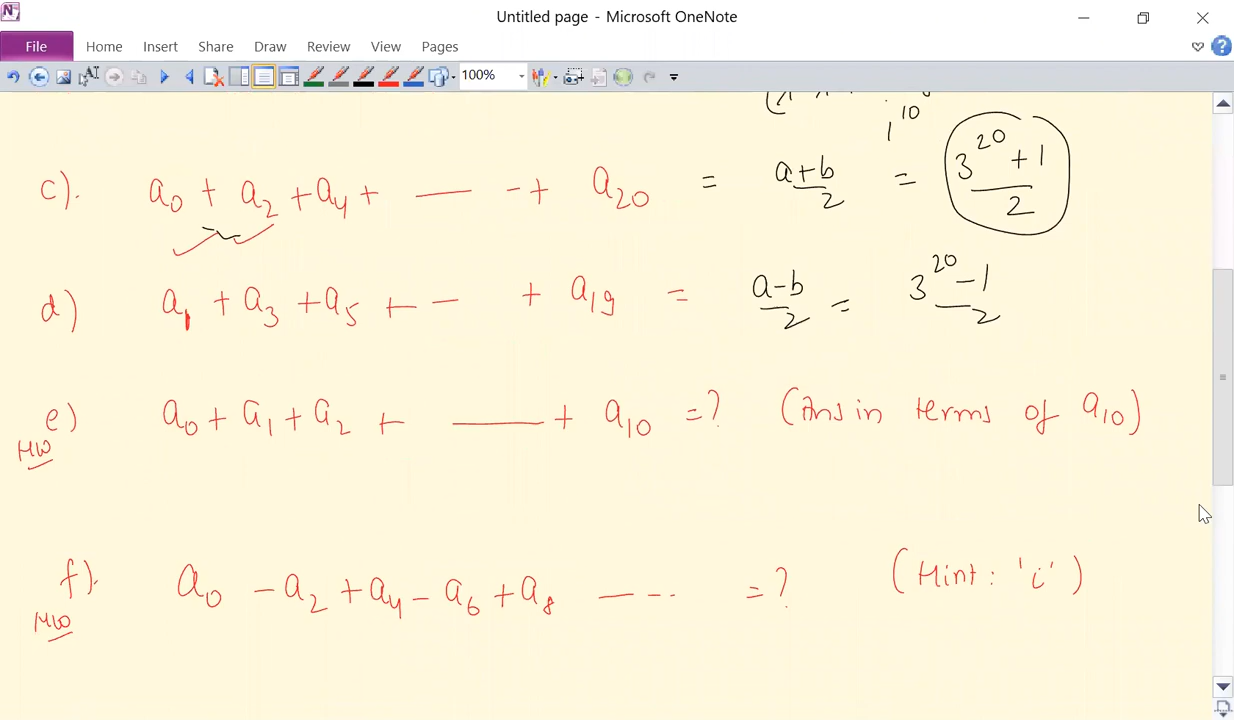 Untitled page - Microsoft OneNote
File Home Insert Share Draw Review View Pages
100%
10
1
c). a0 + a2 + a4 + —— - + a20 = a+b/2 = 3^20 + 1/2
d) a1 + a3 + a5 + — + a19 = a-b/2 = 3^20 - 1/2
e) a0 + a1 + a2 + —— + a10 = ? (Ans in terms of a10)
HW
f). a0 - a2 + a4 - a6 + a8 —--- = ? (Hint: 'i')
HW